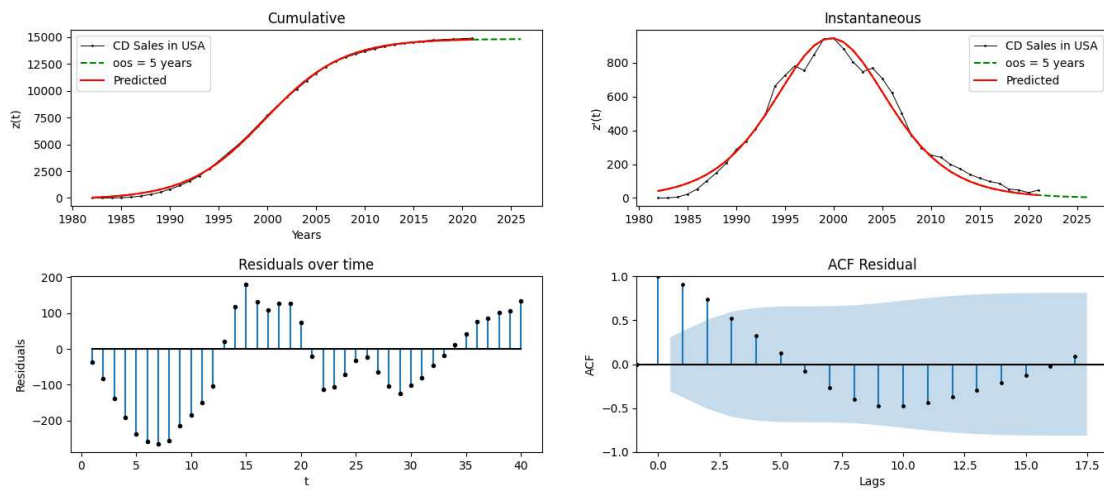 Cumulative
15000
12500
10000
7500
5000
2500
0
z(t)
CD Sales in USA
oos = 5 years
Predicted
1980 1985 1990 1995 2000 2005 2010 2015 2020 2025
Years
Instantaneous
800
600
400
200
0
z'(t)
CD Sales in USA
oos = 5 years
Predicted
1980 1985 1990 1995 2000 2005 2010 2015 2020 2025
Residuals over time
200
100
0
−100
−200
Residuals
0 5 10 15 20 25 30 35 40
t
ACF Residual
1.0
0.5
0.0
−0.5
−1.0
ACF
0.0 2.5 5.0 7.5 10.0 12.5 15.0 17.5
Lags